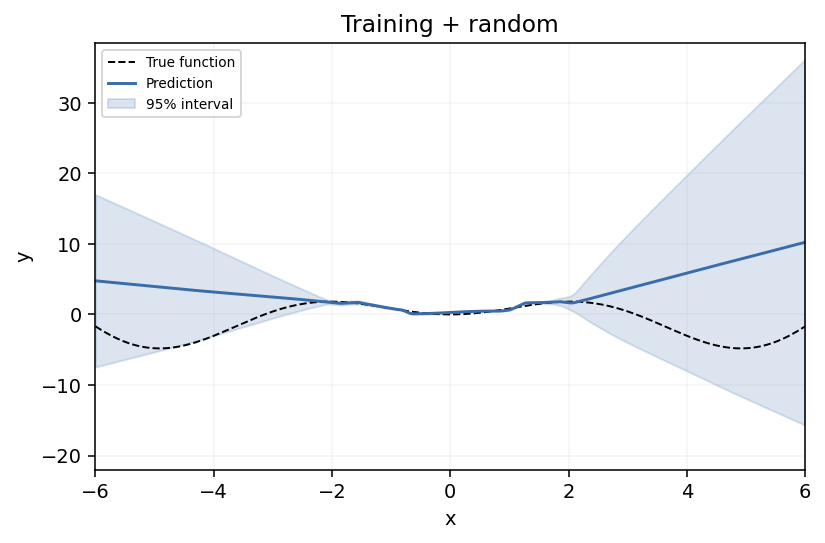 Training + random
True function
Prediction
95% interval
30
20
10
0
−10
−20
y
−6
−4
−2
0
2
4
6
x